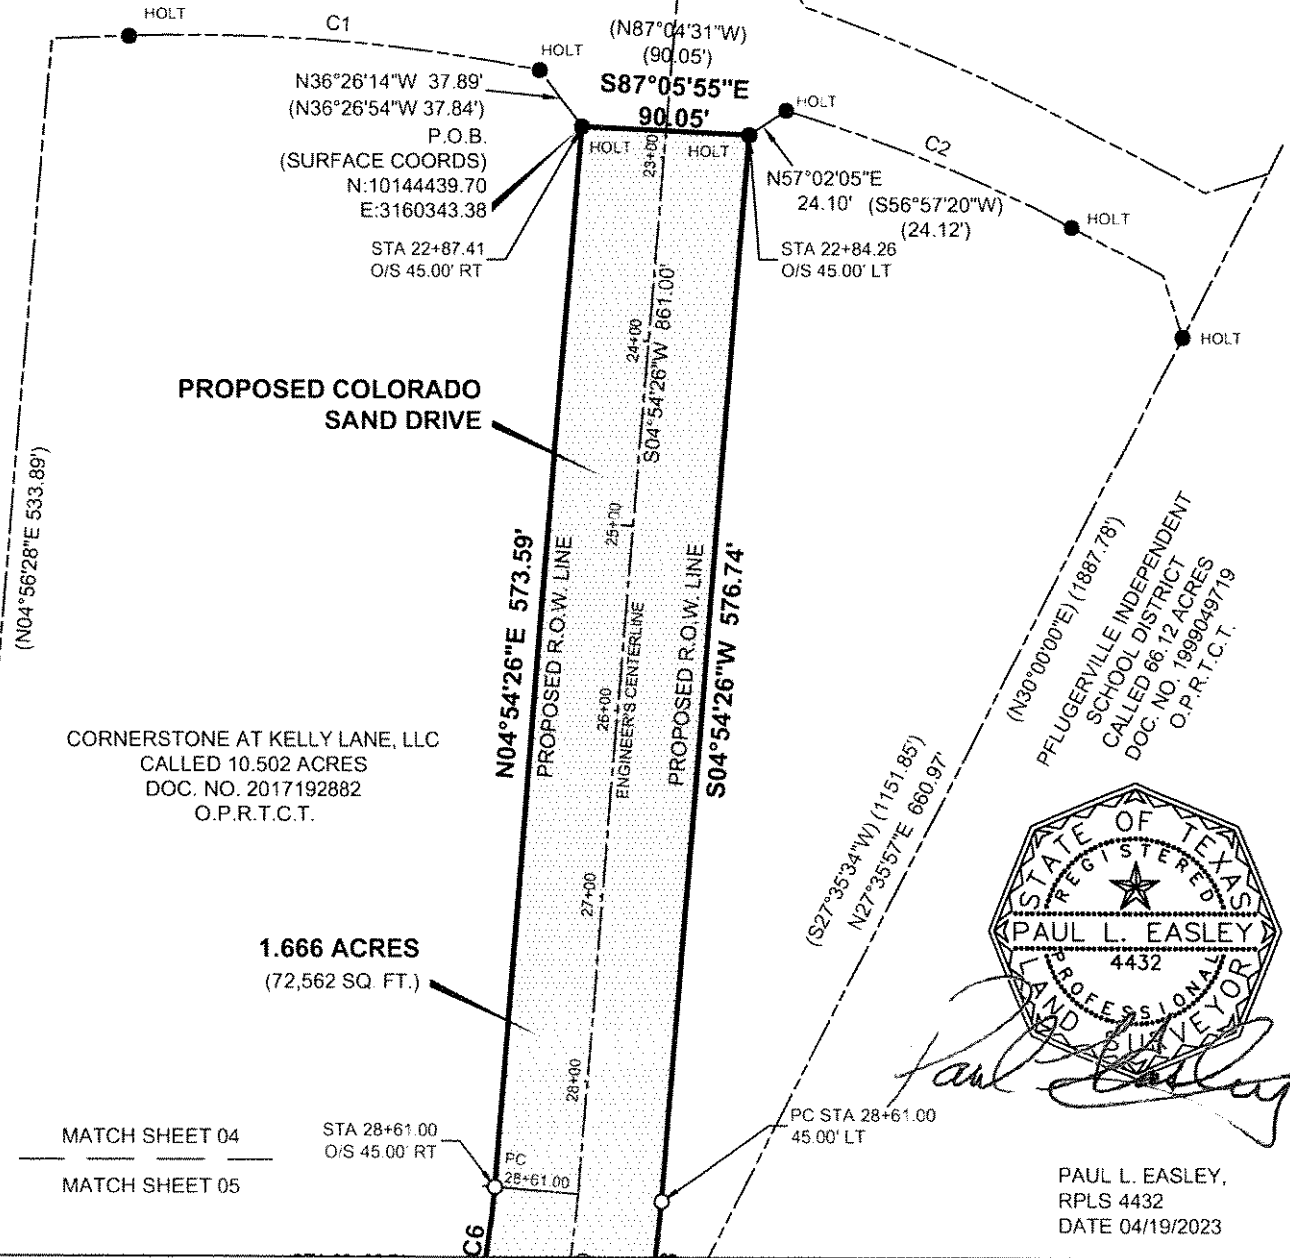 HOLT
C1
HOLT
(N87°04'31"W)
(90.05')
S87°05'55"E
90.05'
N36°26'14"W 37.89'
(N36°26'54"W 37.84')
P.O.B.
(SURFACE COORDS)
N:10144439.70
E:3160343.38
HOLT
HOLT
HOLT
C2
23+00
N57°02'05"E
24.10'
(S56°57'20"W)
(24.12')
HOLT
STA 22+87.41
O/S 45.00' RT
STA 22+84.26
O/S 45.00' LT
HOLT
24+00
S04°54'26"W 861.00'
PROPOSED COLORADO
SAND DRIVE
(N04°56'28"E 533.89')
25+00
N04°54'26"E 573.59'
PROPOSED R.O.W. LINE
ENGINEER'S CENTERLINE
PROPOSED R.O.W. LINE
S04°54'26"W 576.74'
26+00
(N30°00'00"E) (1887.78')
PFLUGERVILLE INDEPENDENT
SCHOOL DISTRICT
CALLED 66.12 ACRES
DOC. NO. 1999049719
O.P.R.T.C.T.
CORNERSTONE AT KELLY LANE, LLC
CALLED 10.502 ACRES
DOC. NO. 2017192882
O.P.R.T.C.T.
(S27°35'34"W) (1151.85')
N27°35'57"E 660.97'
STATE OF TEXAS
REGISTERED
PAUL L. EASLEY
4432
PROFESSIONAL
LAND SURVEYOR
Paul Easley
27+00
1.666 ACRES
(72,562 SQ. FT.)
28+00
MATCH SHEET 04
MATCH SHEET 05
STA 28+61.00
O/S 45.00' RT
PC
28+61.00
PC STA 28+61.00
45.00' LT
C6
PAUL L. EASLEY,
RPLS 4432
DATE 04/19/2023